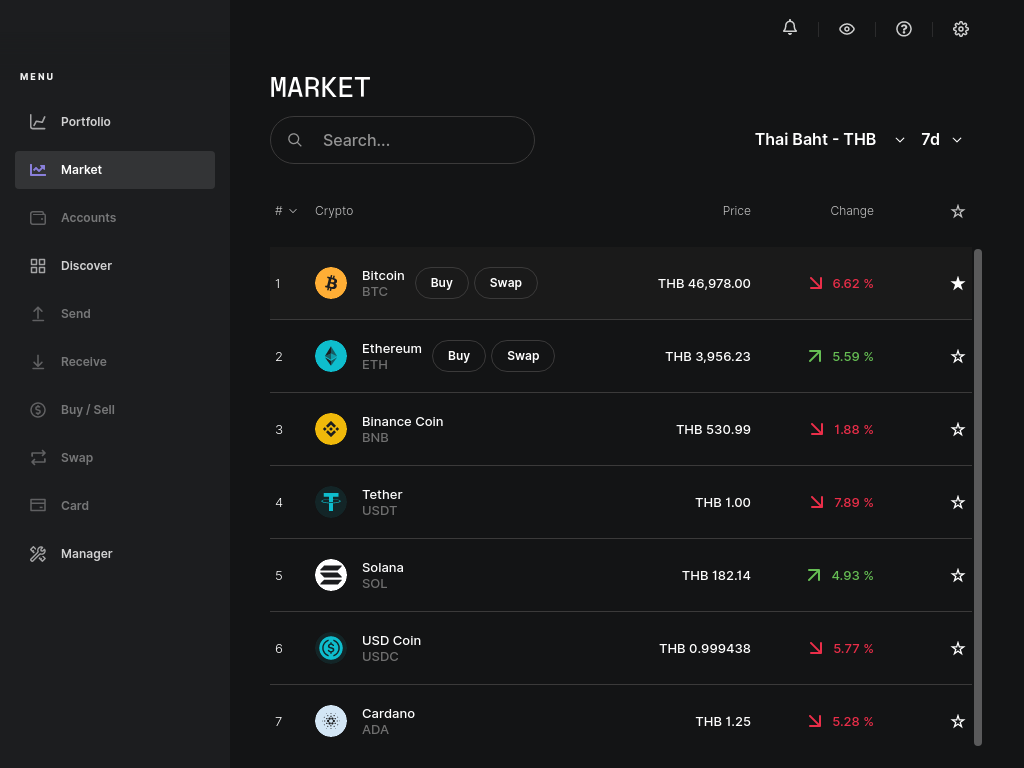 MENU
Portfolio
Market
Accounts
Discover
Send
Receive
Buy / Sell
Swap
Card
Manager
MARKET
Search...
Thai Baht - THB
7d
# Crypto Price Change
1 Bitcoin BTC Buy Swap THB 46,978.00 6.62 %
2 Ethereum ETH Buy Swap THB 3,956.23 5.59 %
3 Binance Coin BNB THB 530.99 1.88 %
4 Tether USDT THB 1.00 7.89 %
5 Solana SOL THB 182.14 4.93 %
6 USD Coin USDC THB 0.999438 5.77 %
7 Cardano ADA THB 1.25 5.28 %